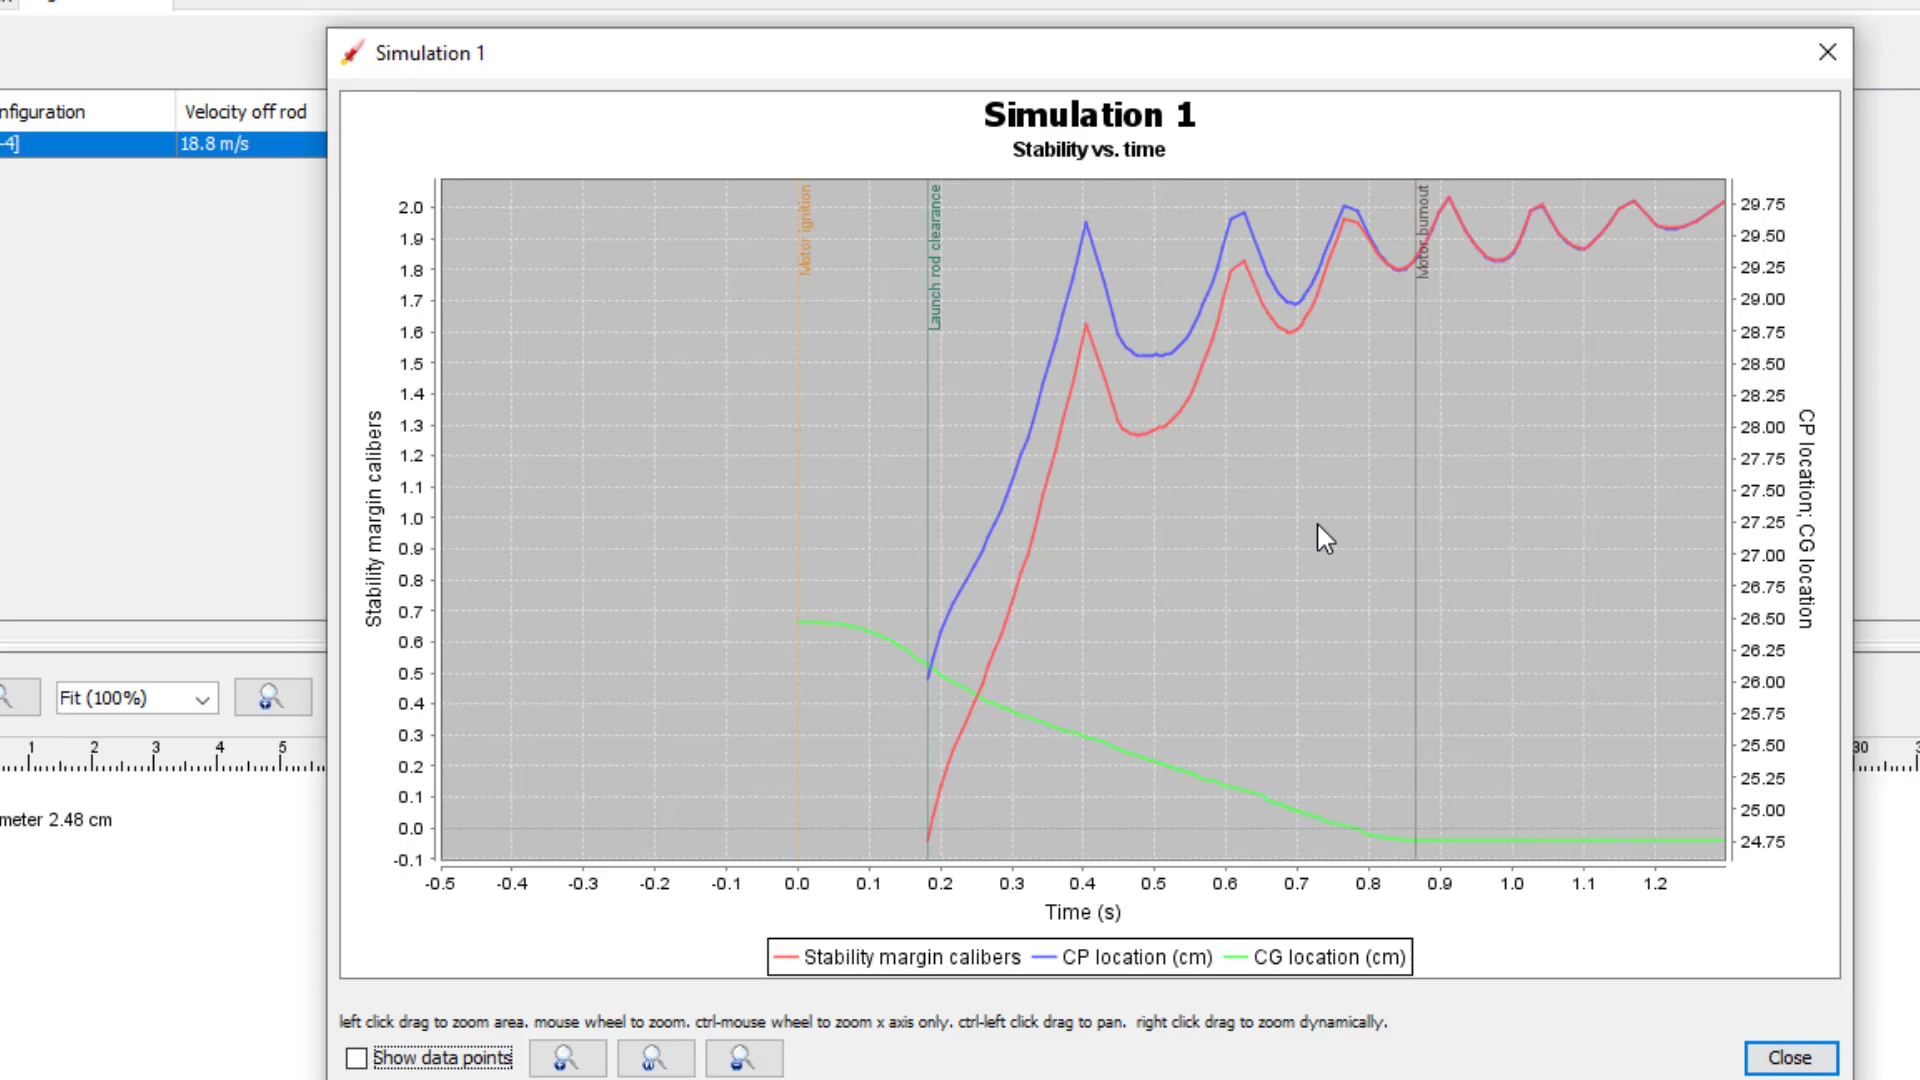 Simulation 1
nfiguration
Velocity off rod
-4]
18.8 m/s
Simulation 1
Stability vs. time
Motor ignition
Launch rod clearance
Motor burnout
2.0
1.9
1.8
1.7
1.6
1.5
1.4
1.3
1.2
1.1
1.0
0.9
0.8
0.7
0.6
0.5
0.4
0.3
0.2
0.1
0.0
-0.1
Stability margin calibers
29.75
29.50
29.25
29.00
28.75
28.50
28.25
28.00
27.75
27.50
27.25
27.00
26.75
26.50
26.25
26.00
25.75
25.50
25.25
25.00
24.75
CP location; CG location
-0.5 -0.4 -0.3 -0.2 -0.1 0.0 0.1 0.2 0.3 0.4 0.5 0.6 0.7 0.8 0.9 1.0 1.1 1.2
Time (s)
Stability margin calibers CP location (cm) CG location (cm)
Fit (100%)
1 2 3 4 5
30
meter 2.48 cm
left click drag to zoom area. mouse wheel to zoom. ctrl-mouse wheel to zoom x axis only. ctrl-left click drag to pan. right click drag to zoom dynamically.
Show data points
Close